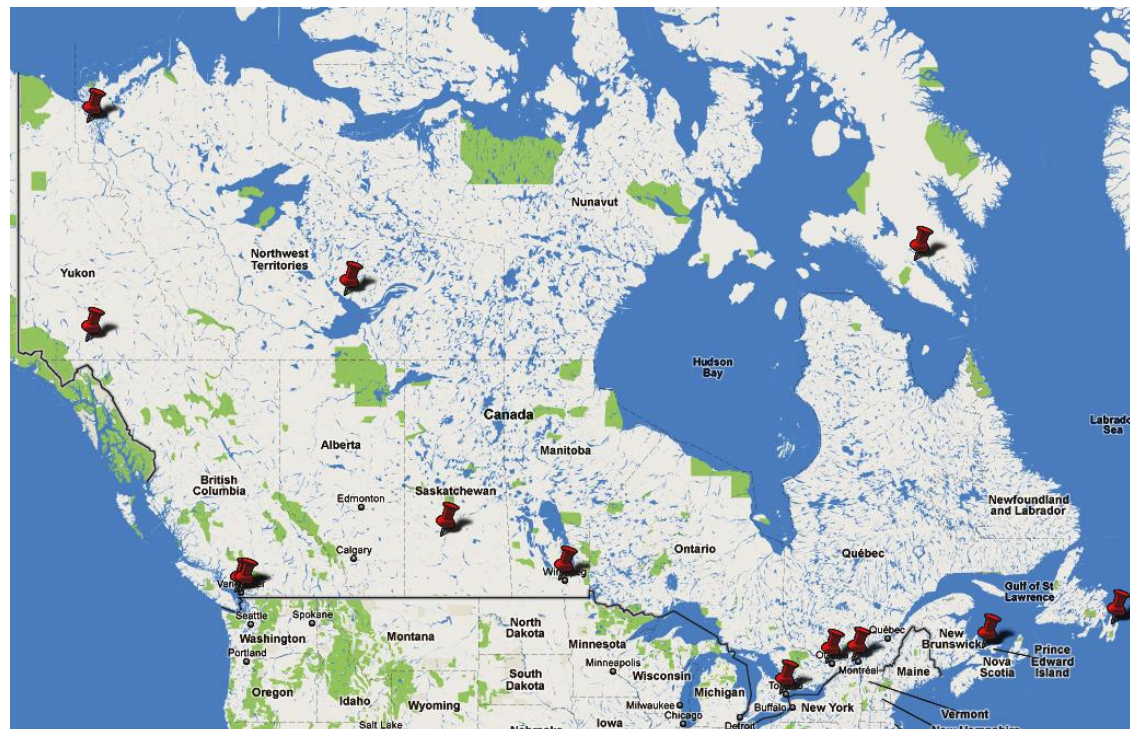 Nunavut
Northwest
Territories
Yukon
Hudson
Bay
Canada
Labrado
Sea
Alberta
Manitoba
British
Columbia
Saskatchewan
Edmonton
Newfoundland
and Labrador
Ontario
Québec
Calgary
Gulf of St
Lawrence
Seattle
Spokane
Washington
Portland
Oregon
Idaho
Montana
Wyoming
Salt Lake
North
Dakota
South
Dakota
Minnesota
Minneapolis
Wisconsin
Milwaukee
Chicago
Iowa
Michigan
Detroit
Buffalo
New York
Québec
Montréal
Maine
New
Brunswick
Nova
Scotia
Prince
Edward
Island
Vermont
New Hampshire